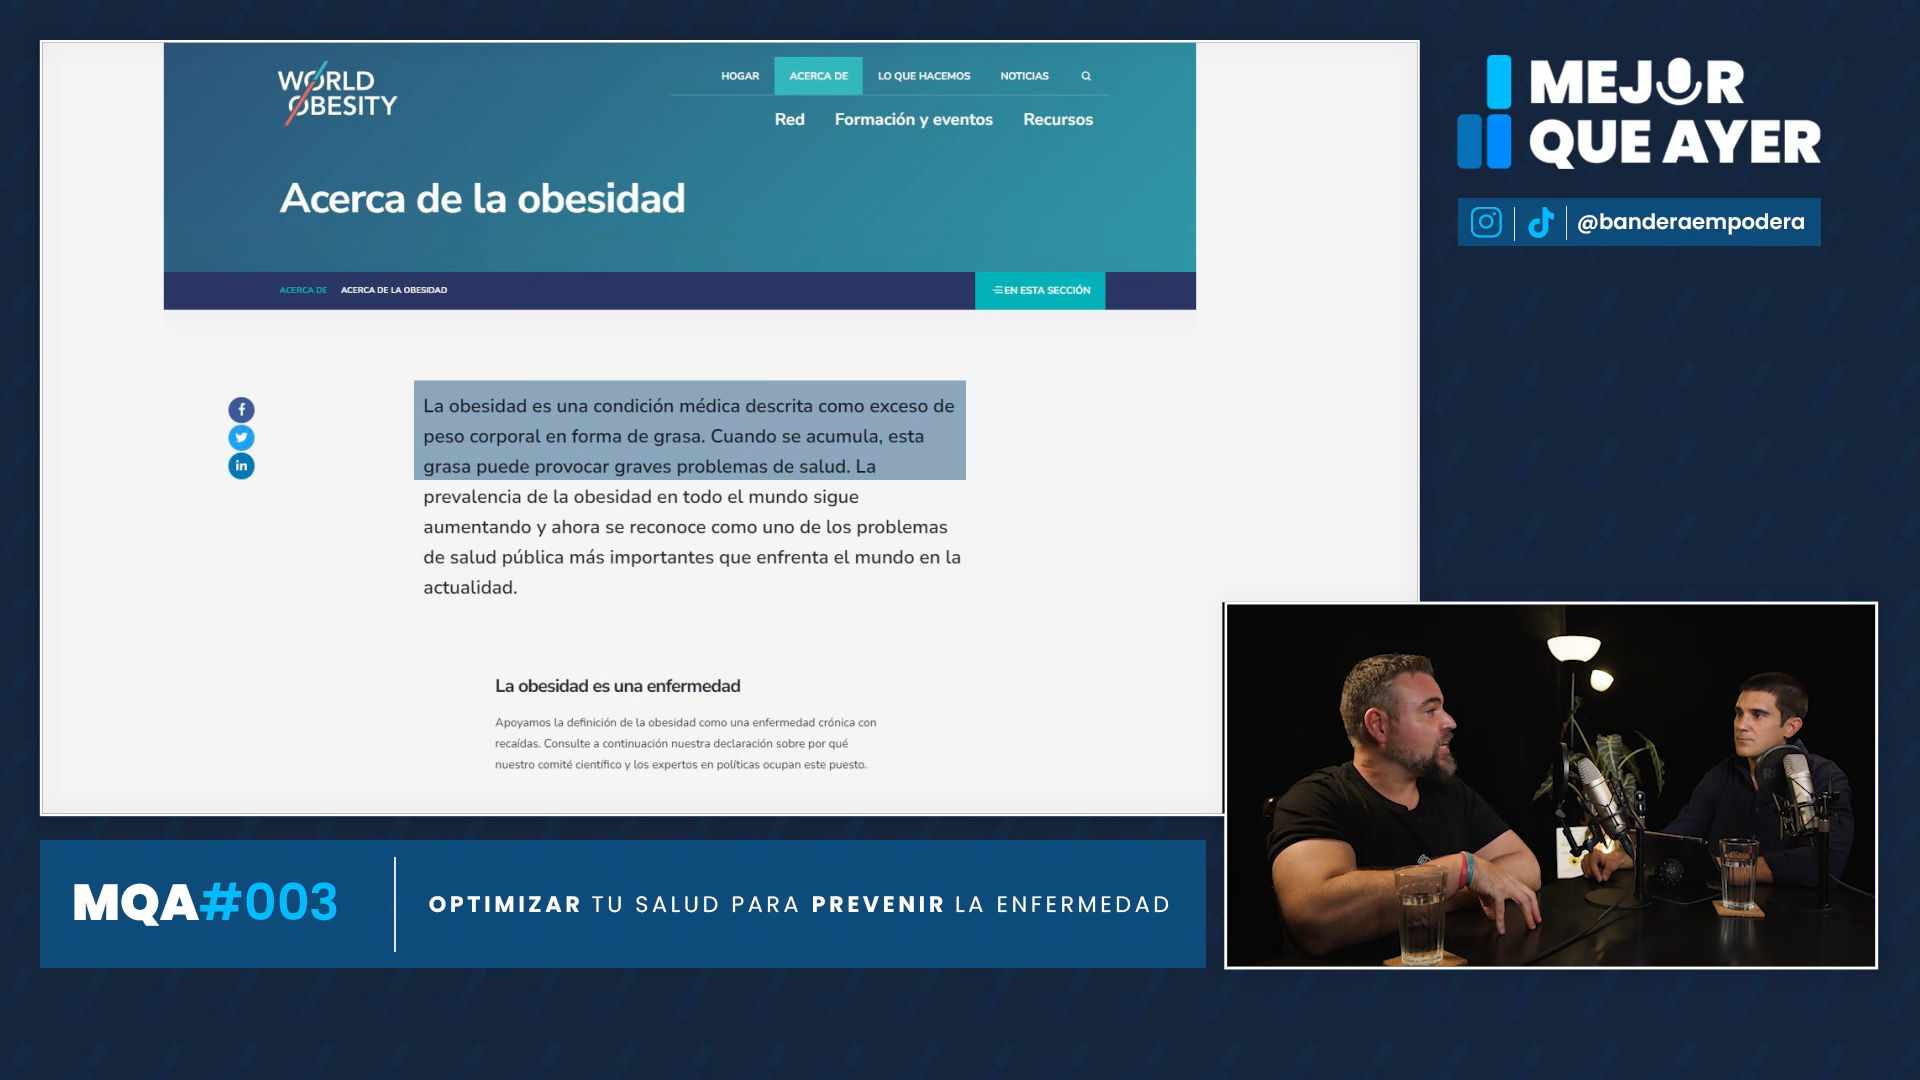 WORLD
OBESITY
HOGAR ACERCA DE LO QUE HACEMOS NOTICIAS
Red Formación y eventos Recursos
Acerca de la obesidad
ACERCA DE ACERCA DE LA OBESIDAD
EN ESTA SECCIÓN
La obesidad es una condición médica descrita como exceso de
peso corporal en forma de grasa. Cuando se acumula, esta
grasa puede provocar graves problemas de salud. La
prevalencia de la obesidad en todo el mundo sigue
aumentando y ahora se reconoce como uno de los problemas
de salud pública más importantes que enfrenta el mundo en la
actualidad.
La obesidad es una enfermedad
Apoyamos la definición de la obesidad como una enfermedad crónica con
recaídas. Consulte a continuación nuestra declaración sobre por qué
nuestro comité científico y los expertos en políticas ocupan este puesto.
MEJOR
QUE AYER
@banderaempodera
MQA#003
OPTIMIZAR TU SALUD PARA PREVENIR LA ENFERMEDAD